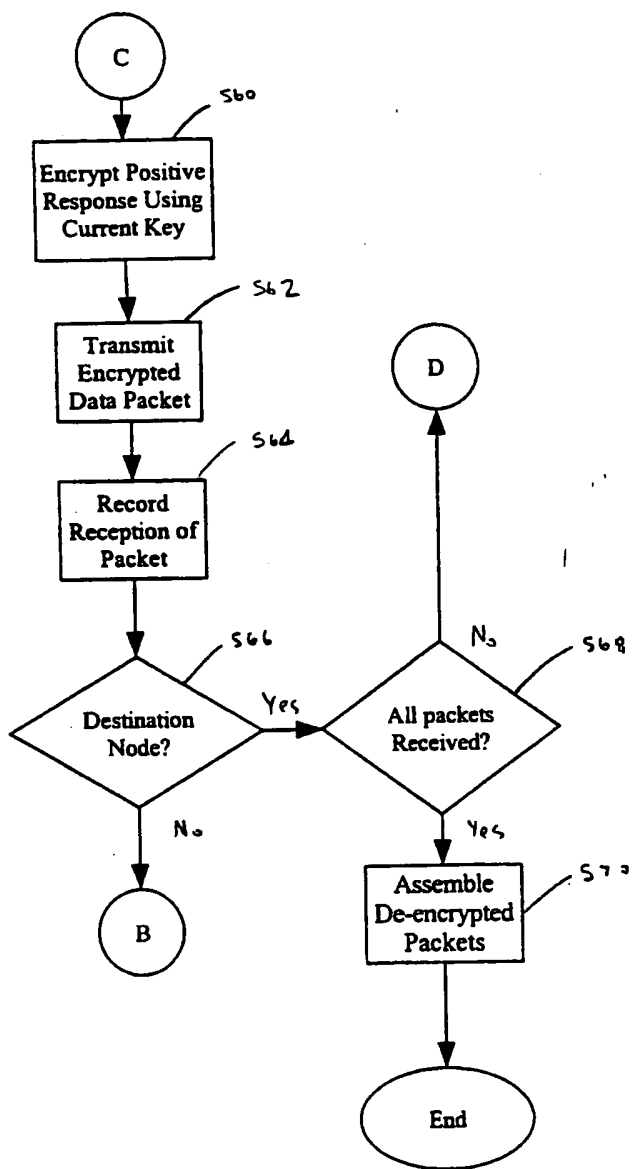 C
S60
Encrypt Positive
Response Using
Current Key
S62
Transmit
Encrypted
Data Packet
D
S64
Record
Reception of
Packet
S66
No
S68
Destination
Node?
Yes
All packets
Received?
No
Yes
S70
Assemble
De-encrypted
Packets
B
End